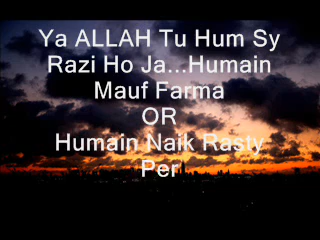 Ya ALLAH Tu Hum Sy
Razi Ho Ja...Humain
Mauf Farma
OR
Humain Naik Rasty
Per